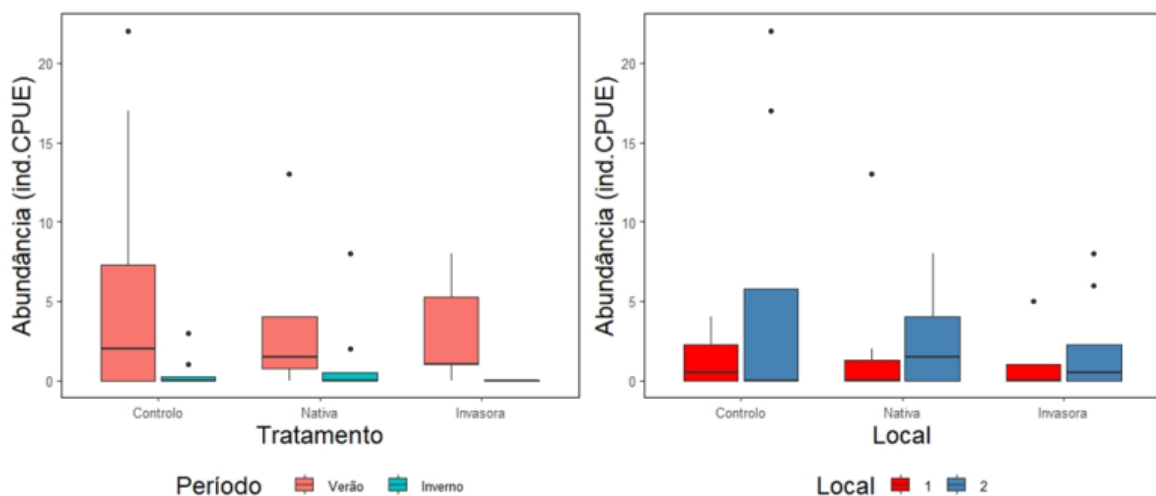 Abundância (ind.CPUE)
20
15
10
5
0
Controlo
Nativa
Invasora
Tratamento
Período Verão Inverno
Abundância (ind.CPUE)
20
15
10
5
0
Controlo
Nativa
Invasora
Local
Local 1 2